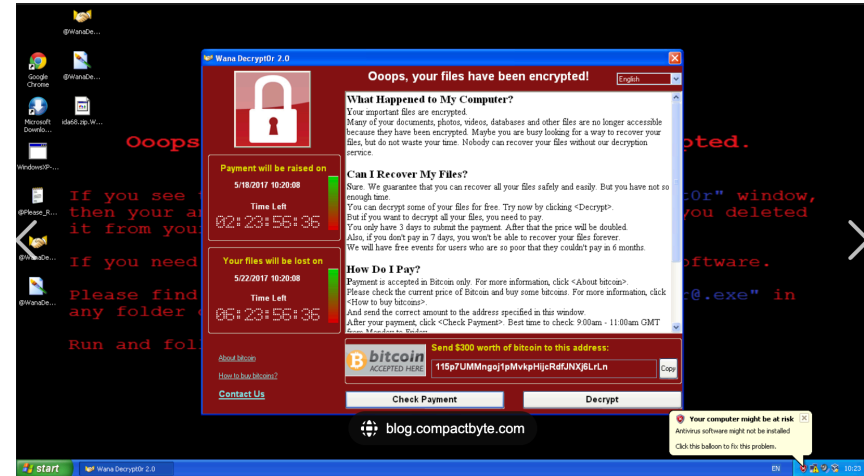 @WanaDe...
Google
Chrome
@WanaDe...
Microsoft
Downlo...
ida68.zip.W...
WindowsXP-...
@Please_R...
@WanaDe...
@WanaDe...
Ooops
pted.
If you see
0r" window,
then your a
you deleted
it from you
If you need
ftware.
Please find
r@.exe" in
any folder
Run and fol
Wana Decrypt0r 2.0
Ooops, your files have been encrypted!
English
Payment will be raised on
5/18/2017 10:20:08
Time Left
02:23:56:36
Your files will be lost on
5/22/2017 10:20:08
Time Left
06:23:56:36
About bitcoin
How to buy bitcoins?
Contact Us
What Happened to My Computer?
Your important files are encrypted.
Many of your documents, photos, videos, databases and other files are no longer accessible
because they have been encrypted. Maybe you are busy looking for a way to recover your
files, but do not waste your time. Nobody can recover your files without our decryption
service.
Can I Recover My Files?
Sure. We guarantee that you can recover all your files safely and easily. But you have not so
enough time.
You can decrypt some of your files for free. Try now by clicking <Decrypt>.
But if you want to decrypt all your files, you need to pay.
You only have 3 days to submit the payment. After that the price will be doubled.
Also, if you don't pay in 7 days, you won't be able to recover your files forever.
We will have free events for users who are so poor that they couldn't pay in 6 months.
How Do I Pay?
Payment is accepted in Bitcoin only. For more information, click <About bitcoin>.
Please check the current price of Bitcoin and buy some bitcoins. For more information, click
<How to buy bitcoins>.
And send the correct amount to the address specified in this window.
After your payment, click <Check Payment>. Best time to check: 9:00am - 11:00am GMT
from Monday to Friday.
bitcoin
ACCEPTED HERE
Send $300 worth of bitcoin to this address:
115p7UMMngoj1pMvkpHijcRdfJNXj6LrLn
Copy
Check Payment
Decrypt
blog.compactbyte.com
Your computer might be at risk
Antivirus software might not be installed
Click this balloon to fix this problem.
start
Wana Decrypt0r 2.0
EN
10:23